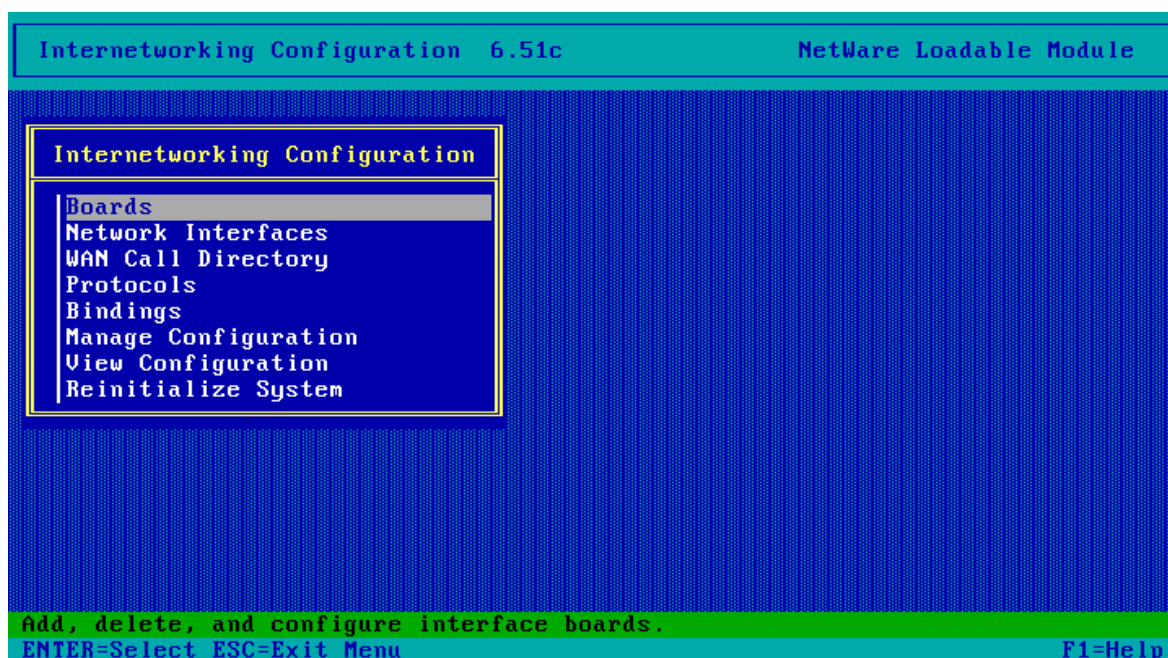 Internetworking Configuration 6.51c NetWare Loadable Module
Internetworking Configuration
Boards
Network Interfaces
WAN Call Directory
Protocols
Bindings
Manage Configuration
View Configuration
Reinitialize System
Add, delete, and configure interface boards.
ENTER=Select ESC=Exit Menu F1=Help